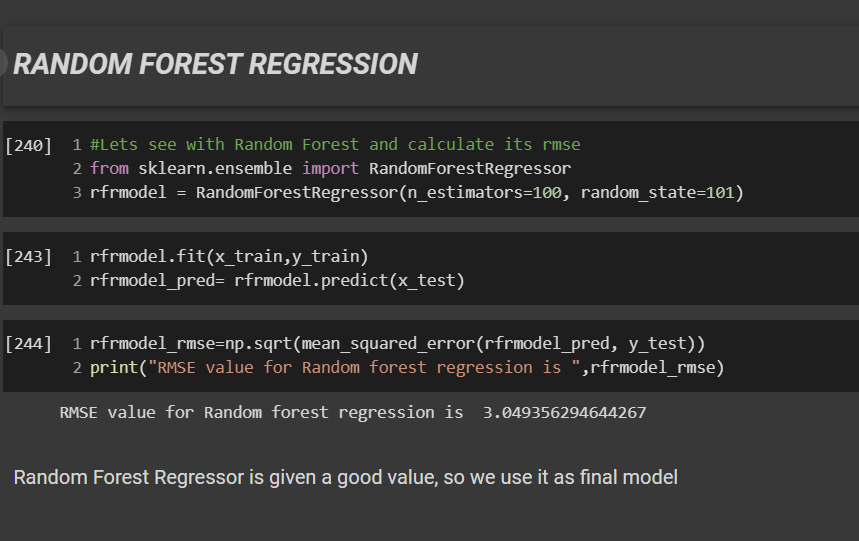 RANDOM FOREST REGRESSION
[240] 1 #Lets see with Random Forest and calculate its rmse
2 from sklearn.ensemble import RandomForestRegressor
3 rfrmodel = RandomForestRegressor(n_estimators=100, random_state=101)
[243] 1 rfrmodel.fit(x_train,y_train)
2 rfrmodel_pred= rfrmodel.predict(x_test)
[244] 1 rfrmodel_rmse=np.sqrt(mean_squared_error(rfrmodel_pred, y_test))
2 print("RMSE value for Random forest regression is ",rfrmodel_rmse)
RMSE value for Random forest regression is  3.049356294644267
Random Forest Regressor is given a good value, so we use it as final model